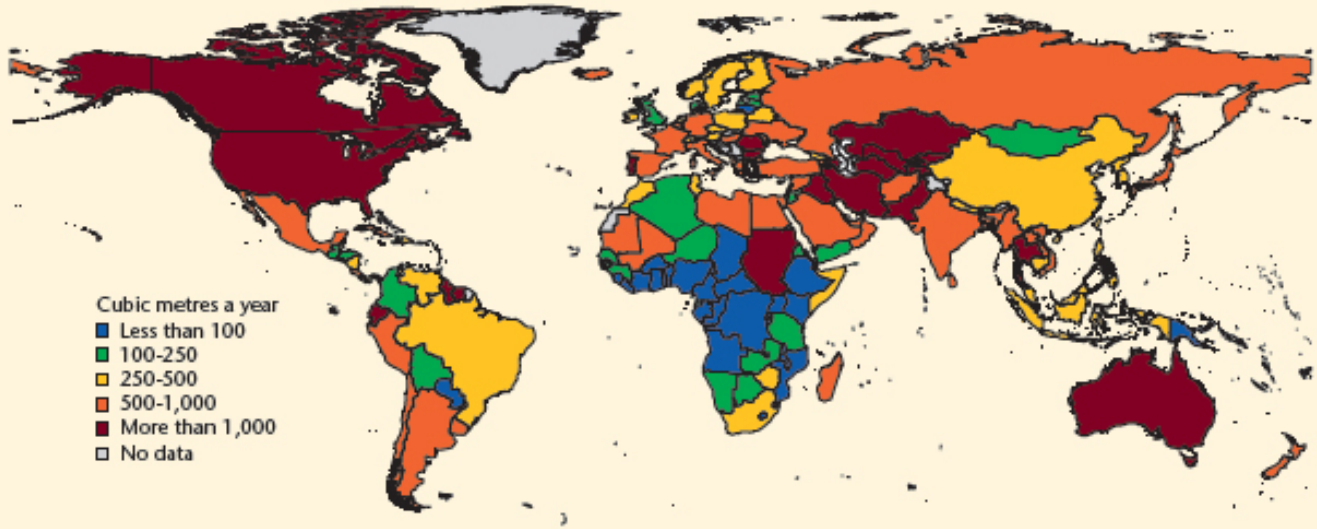 Cubic metres a year
Less than 100
100-250
250-500
500-1,000
More than 1,000
No data